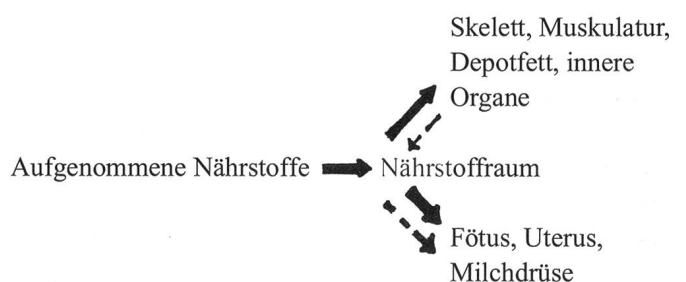 Skelett, Muskulatur,
Depotfett, innere
Organe
Aufgenommene Nährstoffe
Nährstoffraum
Fötus, Uterus,
Milchdrüse